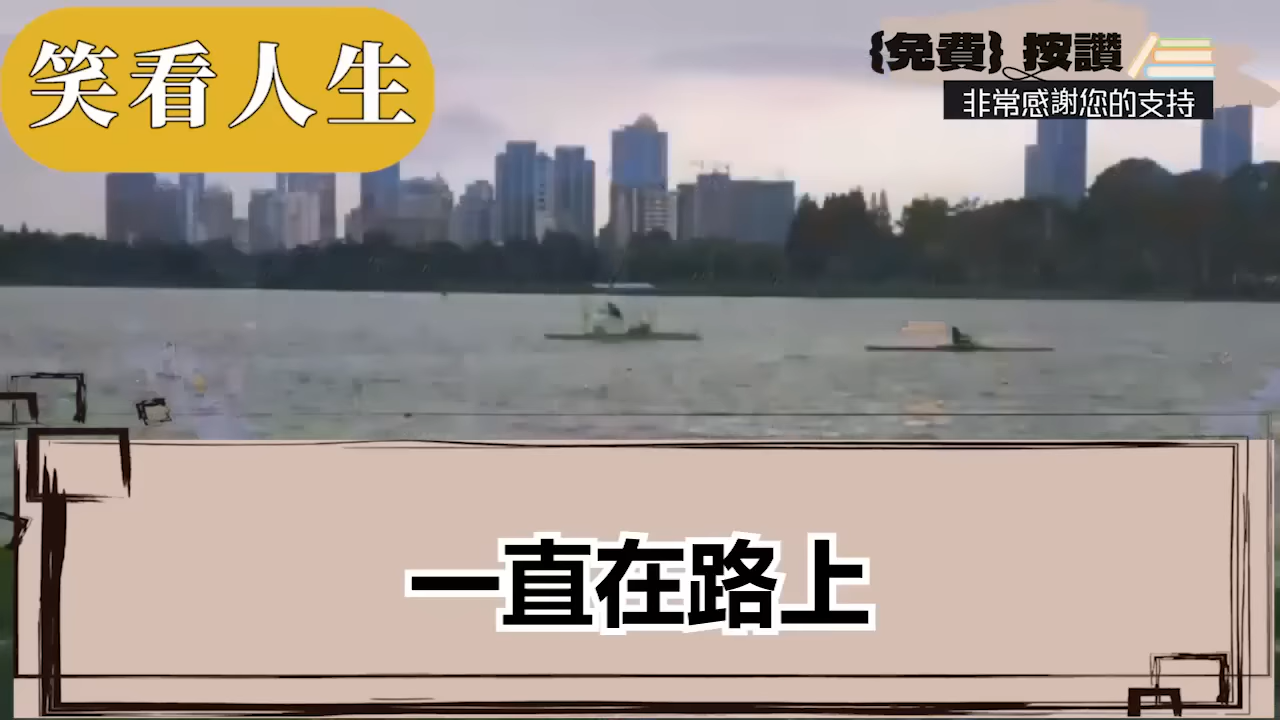 笑看人生
{免費} 按讚
非常感謝您的支持
一直在路上